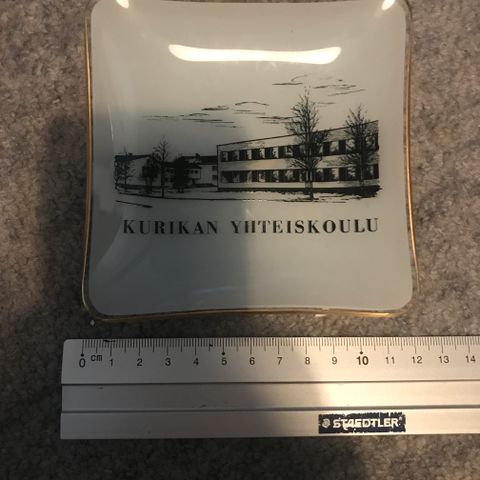 KURIKAN YHTEISKOULU
0 cm 1 2 3 4 5 6 7 8 9 10 11 12 13 14
STAEDTLER